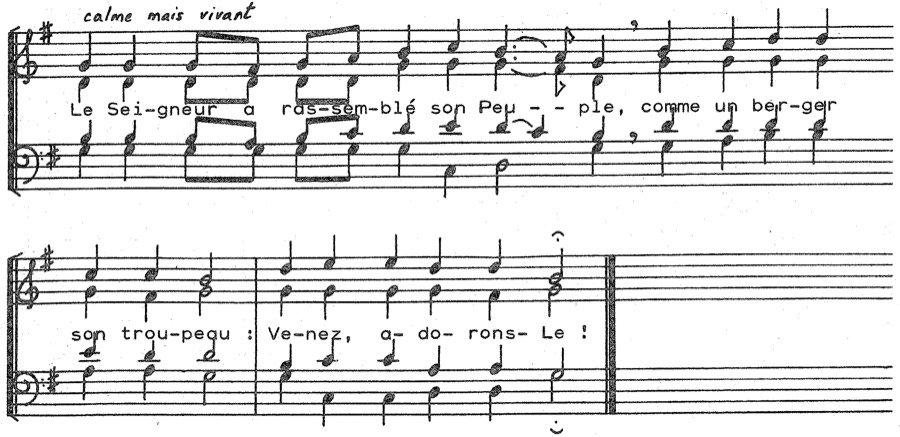 calme mais vivant
Le Sei-gneur a ras-sem-blé son Peu - - ple, comme un ber-ger
son trou-peau : Ve-nez, a- do- rons- Le !